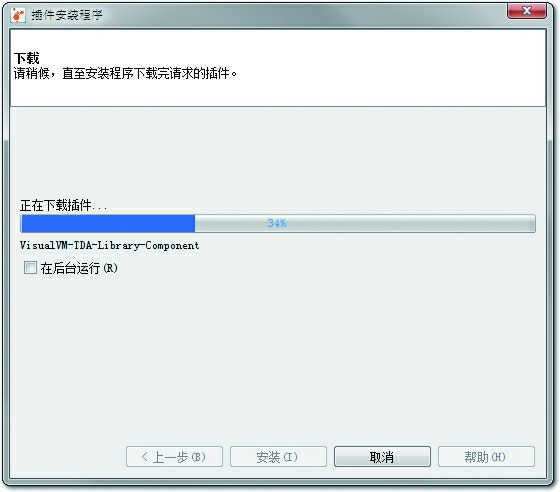 插件安装程序
下载
请稍候，直至安装程序下载完请求的插件。
正在下载插件...
34%
VisualVM-TDA-Library-Component
在后台运行(R)
< 上一步(B)
安装(I)
取消
帮助(H)